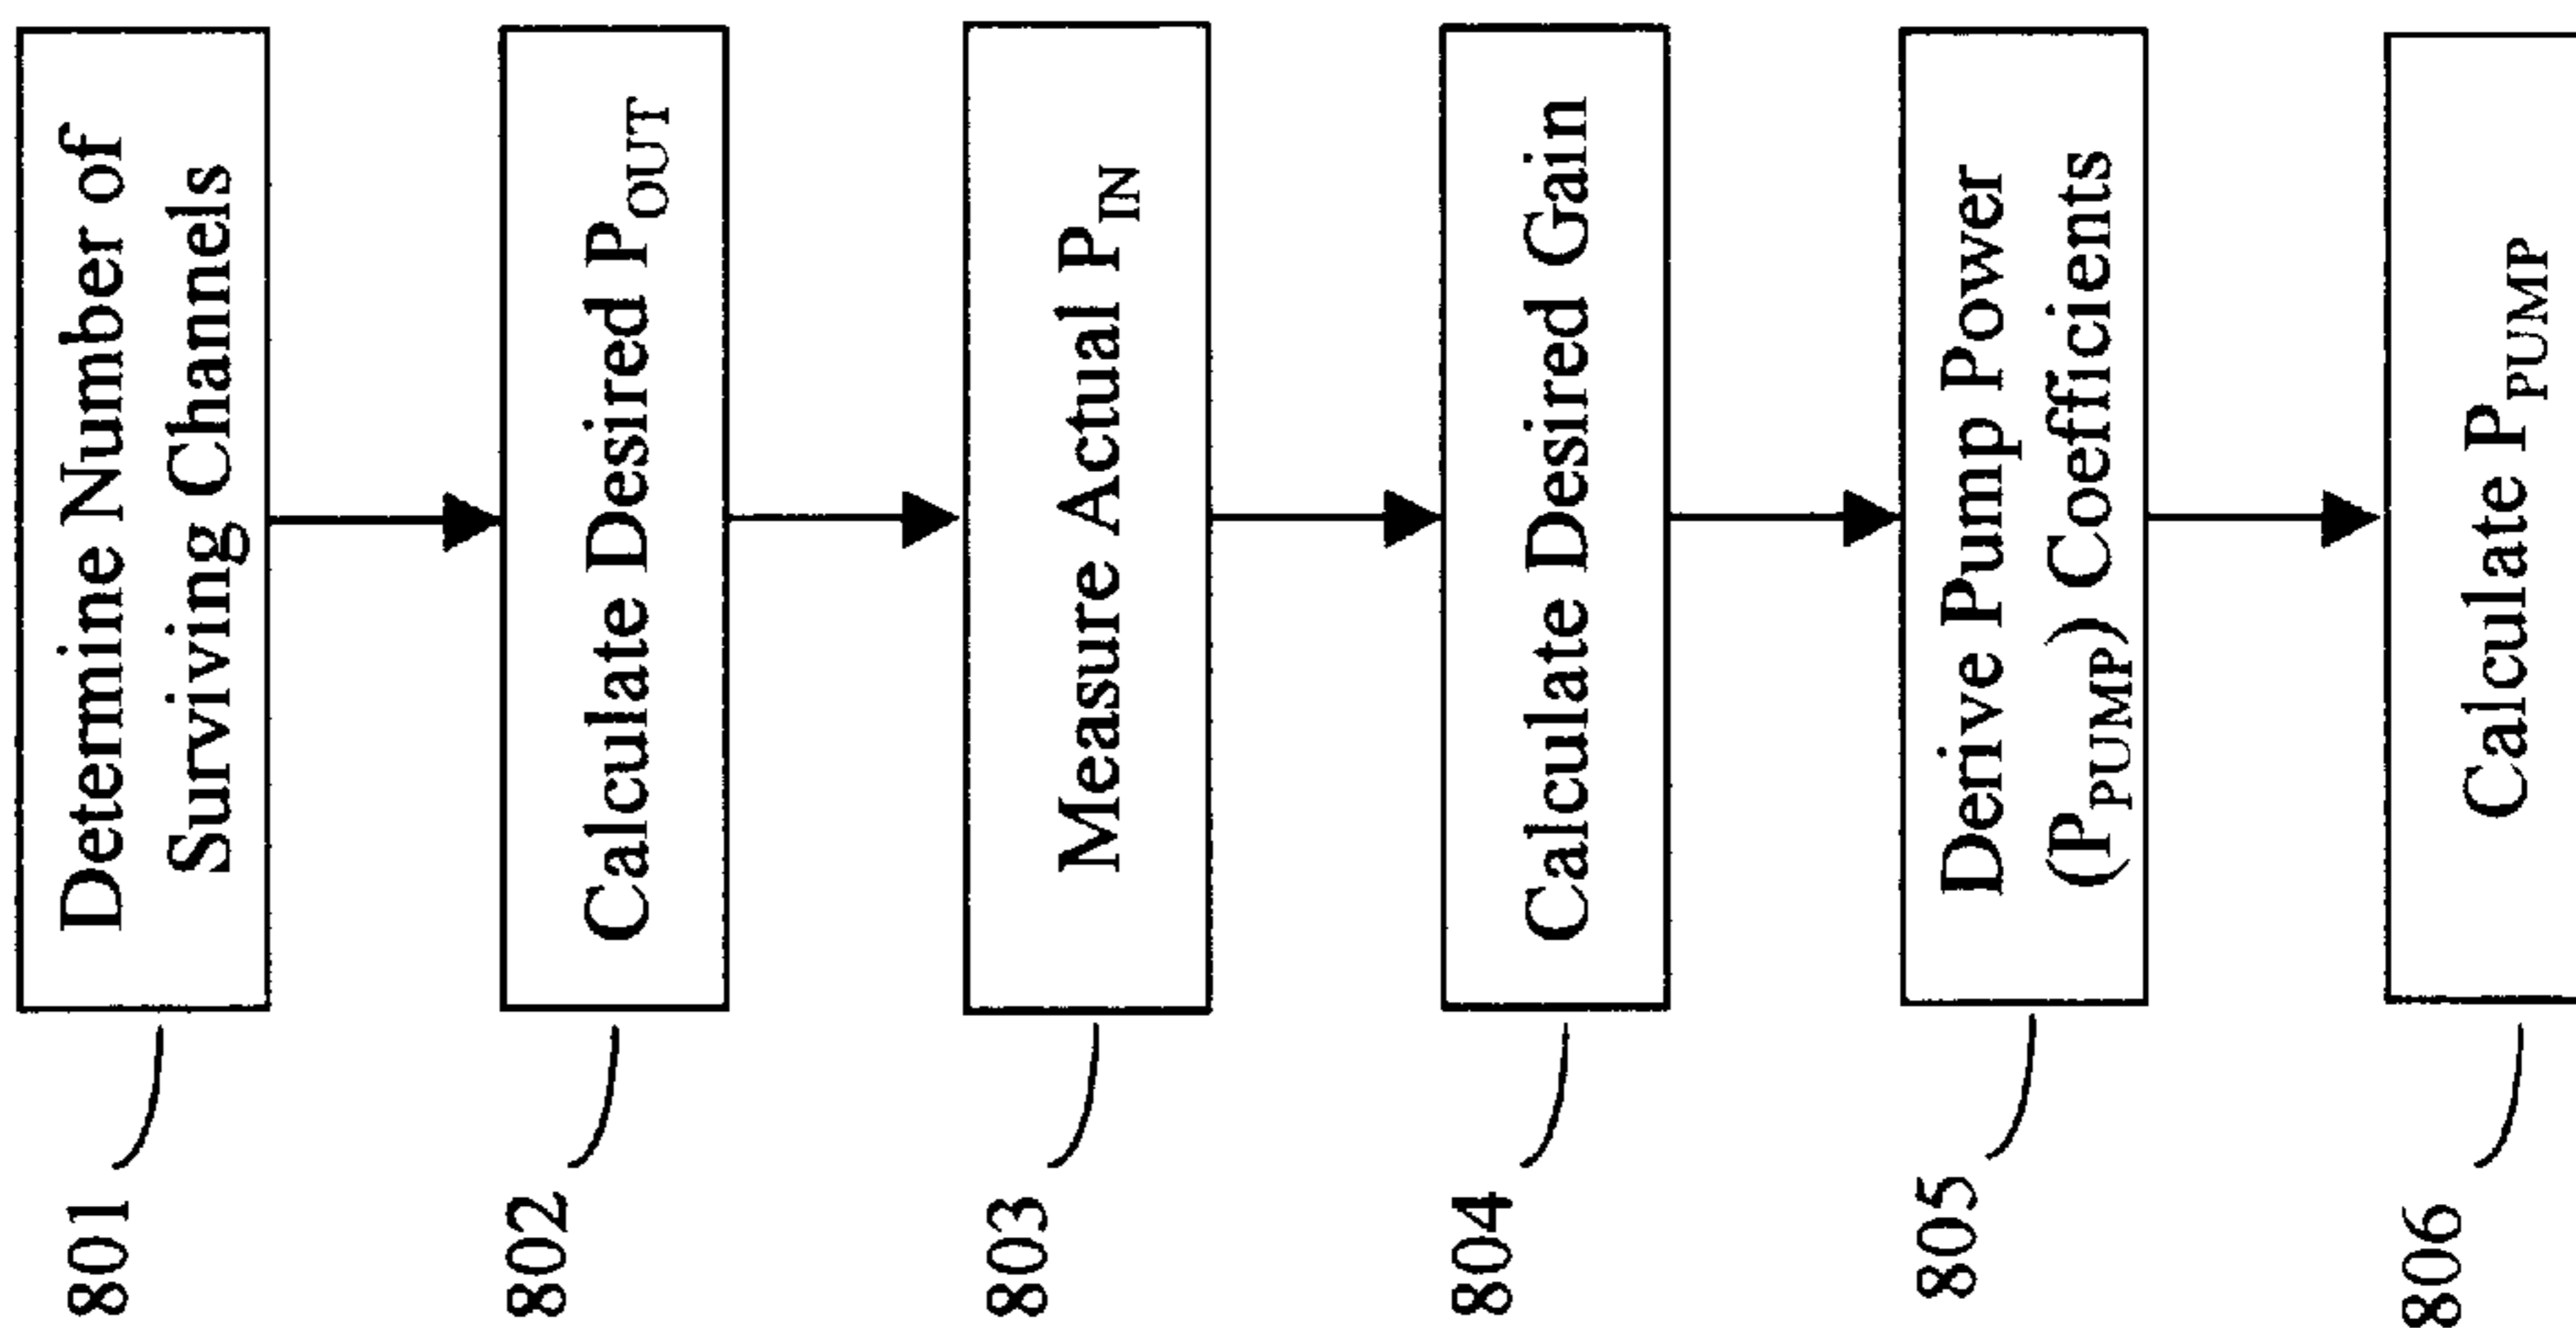 801
Determine Number of
Surviving Channels
802
Calculate Desired P_OUT
803
Measure Actual P_IN
804
Calculate Desired Gain
805
Derive Pump Power
(P_PUMP) Coefficients
806
Calculate P_PUMP